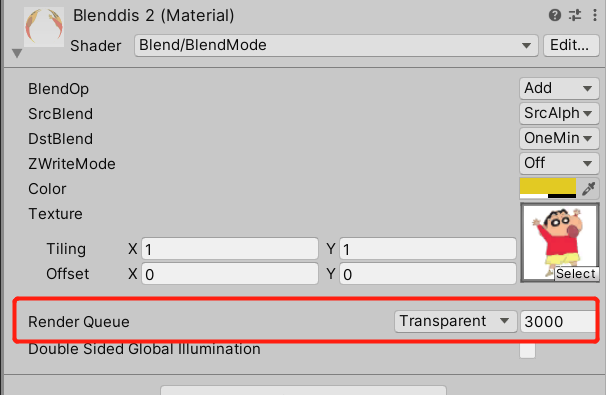 Blenddis 2 (Material)
Shader Blend/BlendMode Edit...
BlendOp Add
SrcBlend SrcAlph
DstBlend OneMin
ZWriteMode Off
Color
Texture
Tiling X 1 Y 1
Offset X 0 Y 0
Select
Render Queue Transparent 3000
Double Sided Global Illumination